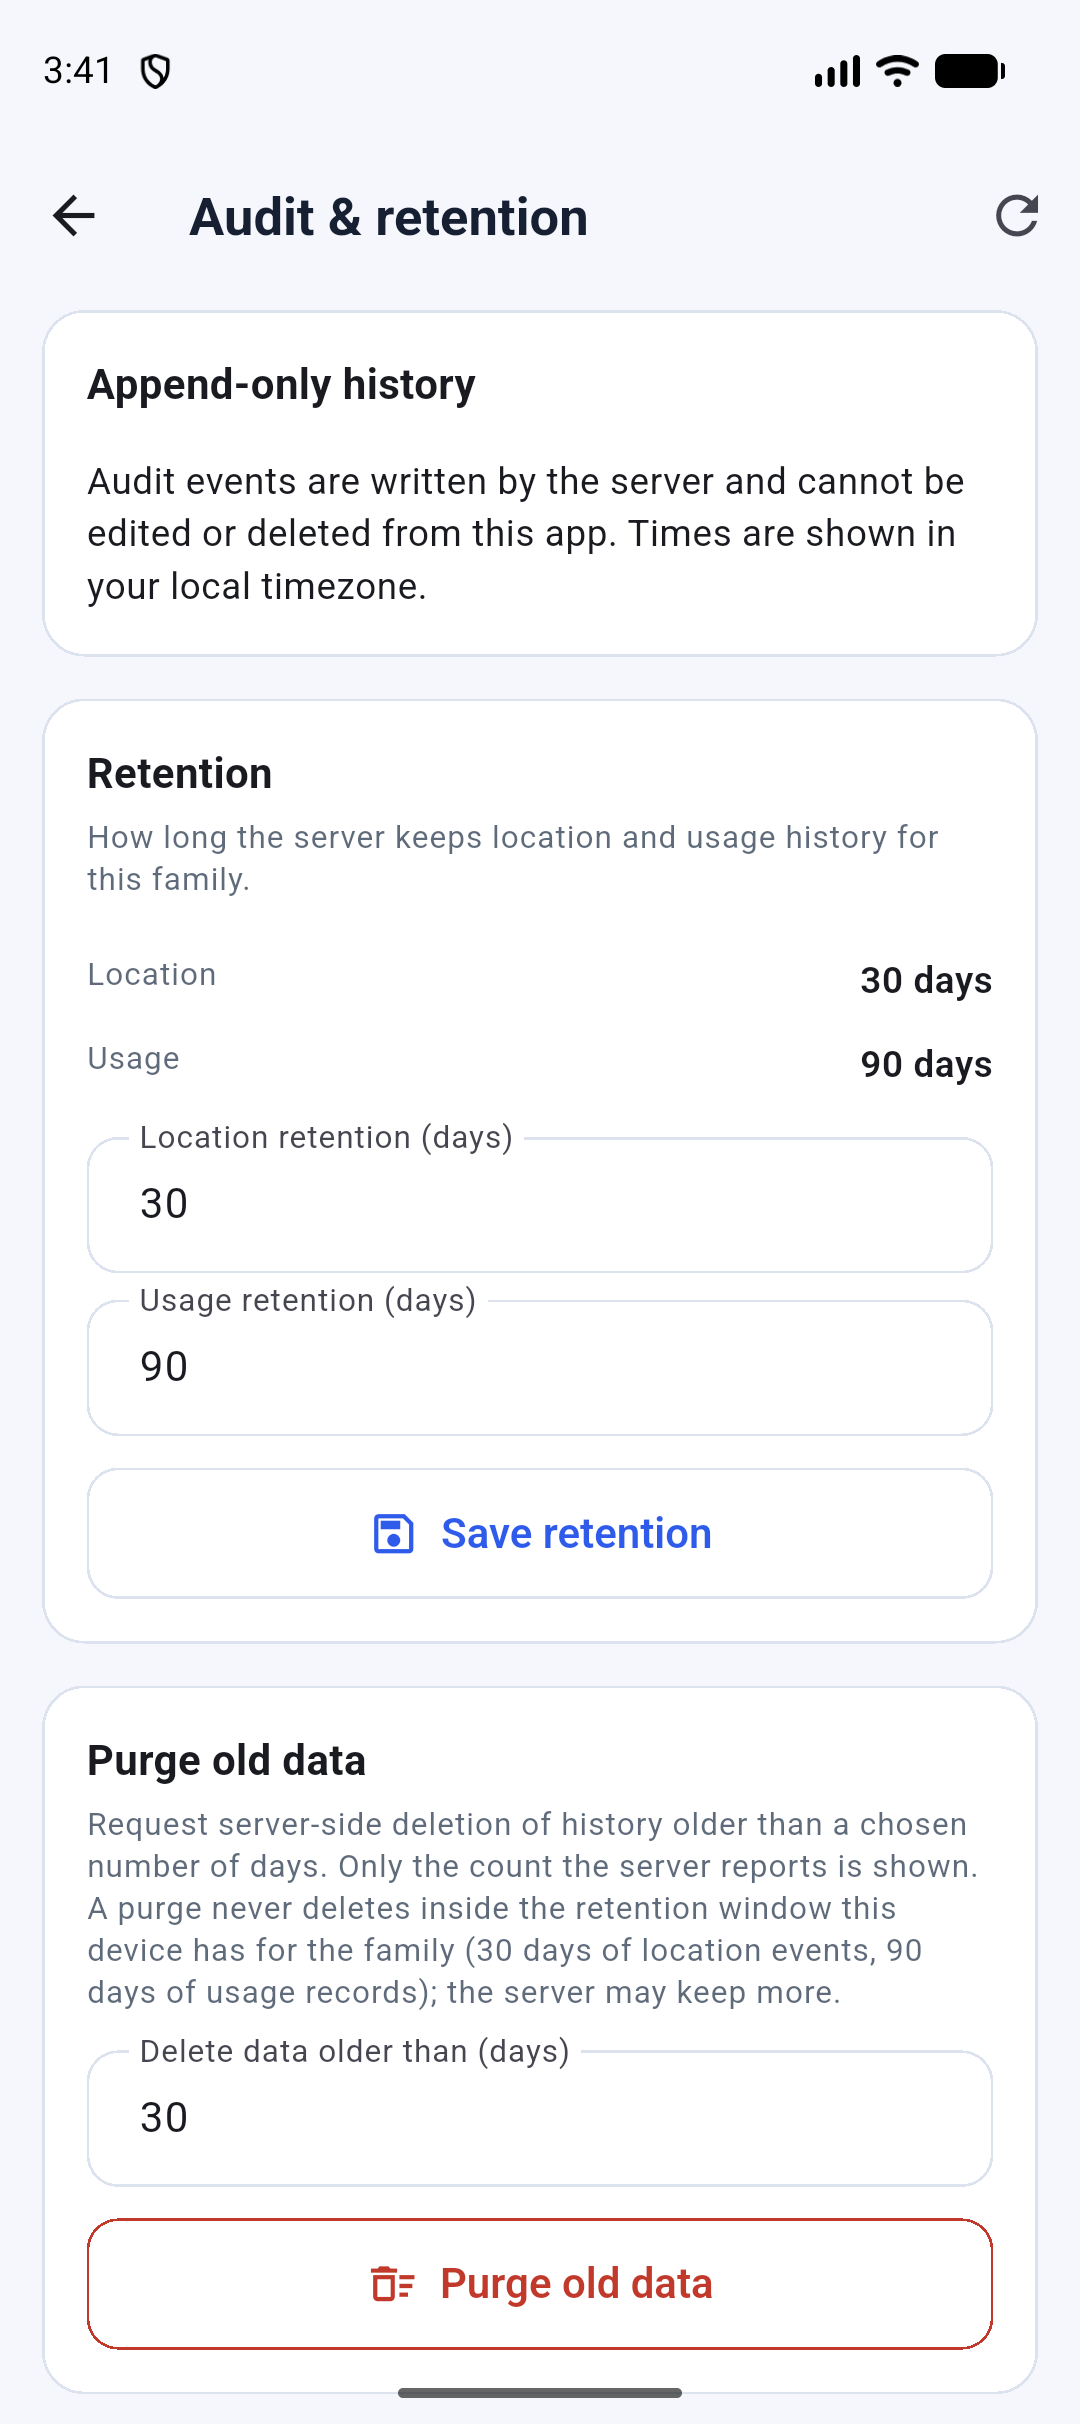 3:41
Audit & retention
Append-only history
Audit events are written by the server and cannot be
edited or deleted from this app. Times are shown in
your local timezone.
Retention
How long the server keeps location and usage history for
this family.
Location
30 days
Usage
90 days
Location retention (days)
30
Usage retention (days)
90
Save retention
Purge old data
Request server-side deletion of history older than a chosen
number of days. Only the count the server reports is shown.
A purge never deletes inside the retention window this
device has for the family (30 days of location events, 90
days of usage records); the server may keep more.
Delete data older than (days)
30
Purge old data